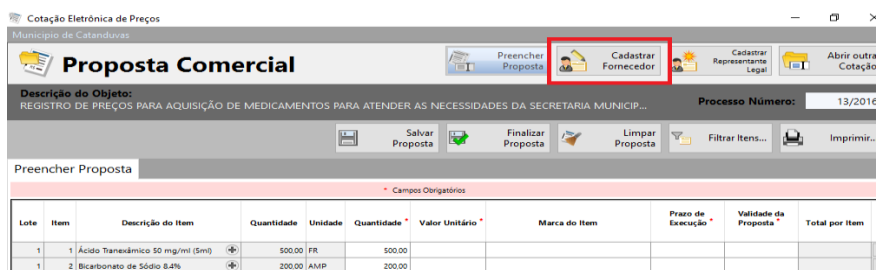 Cotação Eletrônica de Preços
Municipio de Catanduvas
Proposta Comercial
Preencher Proposta
Cadastrar Fornecedor
Cadastrar Representante Legal
Abrir outra Cotação
Descrição do Objeto:
REGISTRO DE PREÇOS PARA AQUISIÇÃO DE MEDICAMENTOS PARA ATENDER AS NECESSIDADES DA SECRETARIA MUNICIP...
Processo Número: 13/2016
Salvar Proposta
Finalizar Proposta
Limpar Proposta
Filtrar Itens...
Imprimir...
Preencher Proposta
* Campos Obrigatórios
Lote Item Descrição do Item Quantidade Unidade Quantidade * Valor Unitário * Marca do Item Prazo de Execução * Validade da Proposta * Total por Item
1 1 Ácido Tranexâmico 50 mg/ml (5ml) 500,00 FR 500,00
1 2 Bicarbonato de Sódio 8.4% 200,00 AMP 200,00